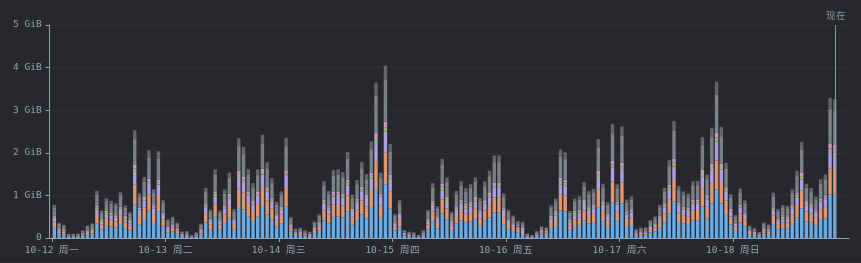 现在
5 GiB
4 GiB
3 GiB
2 GiB
1 GiB
0
10-12 周一
10-13 周二
10-14 周三
10-15 周四
10-16 周五
10-17 周六
10-18 周日